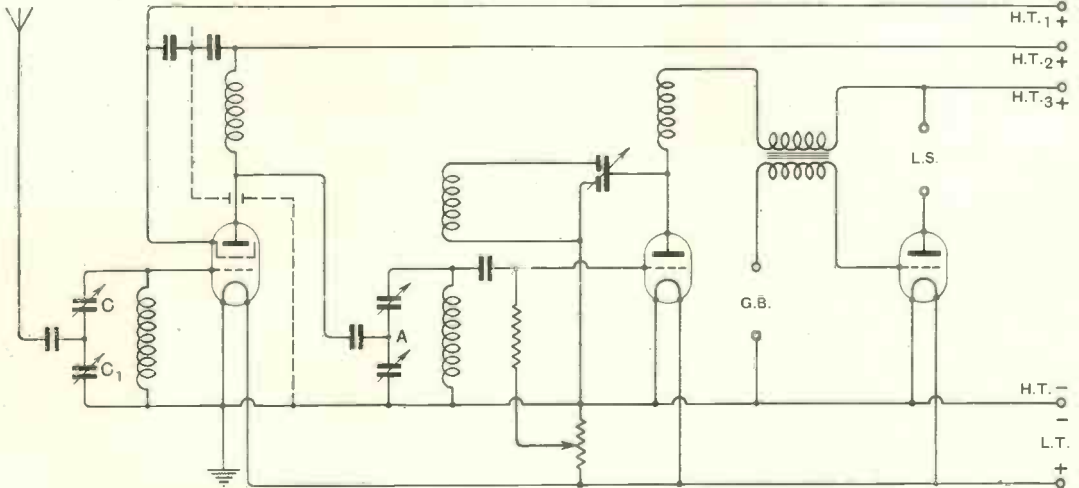 H.T.1 +
H.T.2 +
H.T.3 +
L.S.
C
A
G.B.
C1
H.T. −
−
L.T.
+